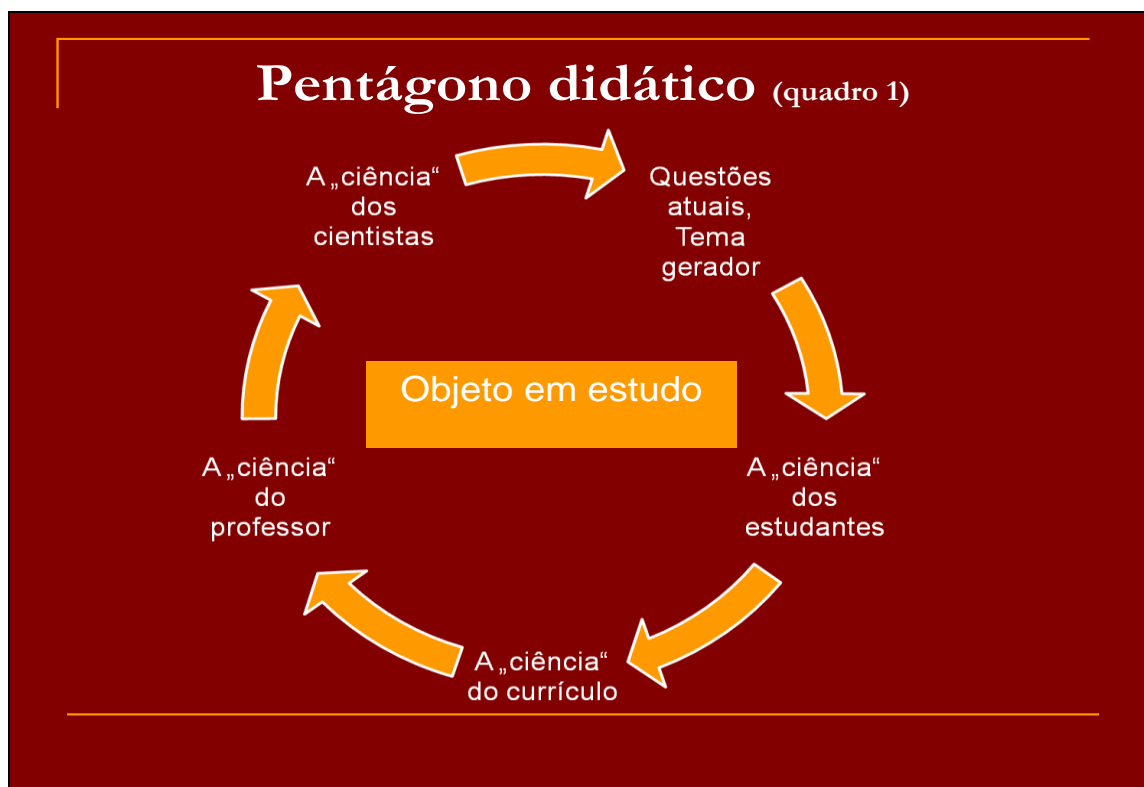 Pentágono didático (quadro 1)
A „ciência“
dos
cientistas
Questões
atuais,
Tema
gerador
Objeto em estudo
A „ciência“
do
professor
A „ciência“
dos
estudantes
A „ciência“
do currículo